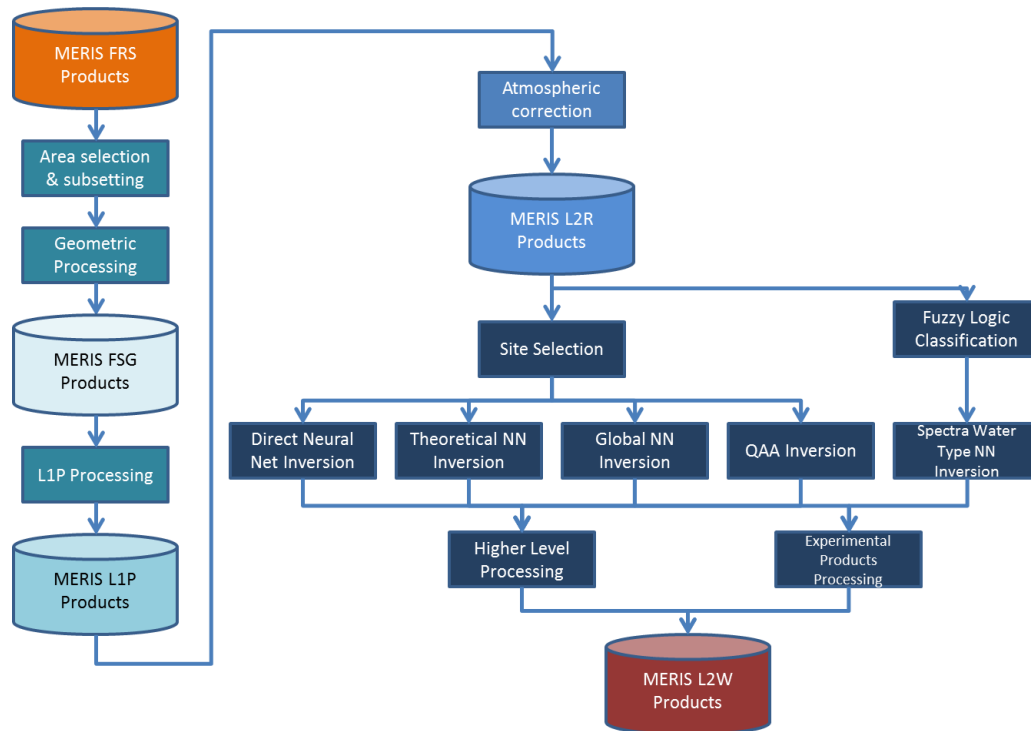 MERIS FRS
Products
Area selection
& subsetting
Geometric
Processing
MERIS FSG
Products
L1P Processing
MERIS L1P
Products
Atmospheric
correction
MERIS L2R
Products
Site Selection
Fuzzy Logic
Classification
Direct Neural
Net Inversion
Theoretical NN
Inversion
Global NN
Inversion
QAA Inversion
Spectra Water
Type NN
Inversion
Higher Level
Processing
Experimental
Products
Processing
MERIS L2W
Products